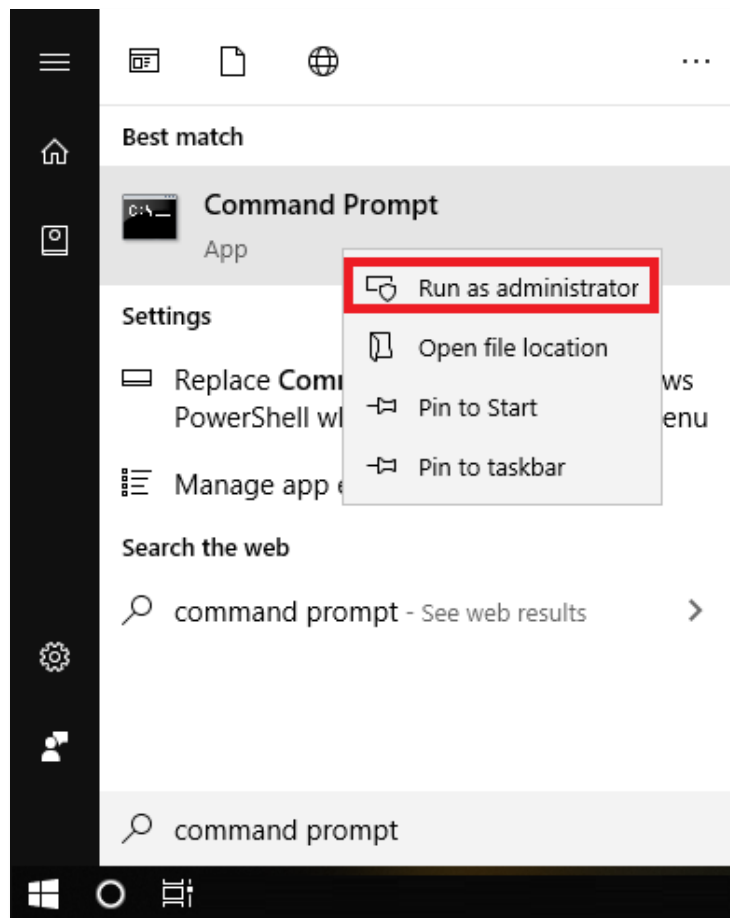 Best match
Command Prompt
App
Run as administrator
Settings
Open file location
Replace ws
Pin to Start
PowerShell enu
Pin to taskbar
Manage app
Search the web
command prompt - See web results
command prompt